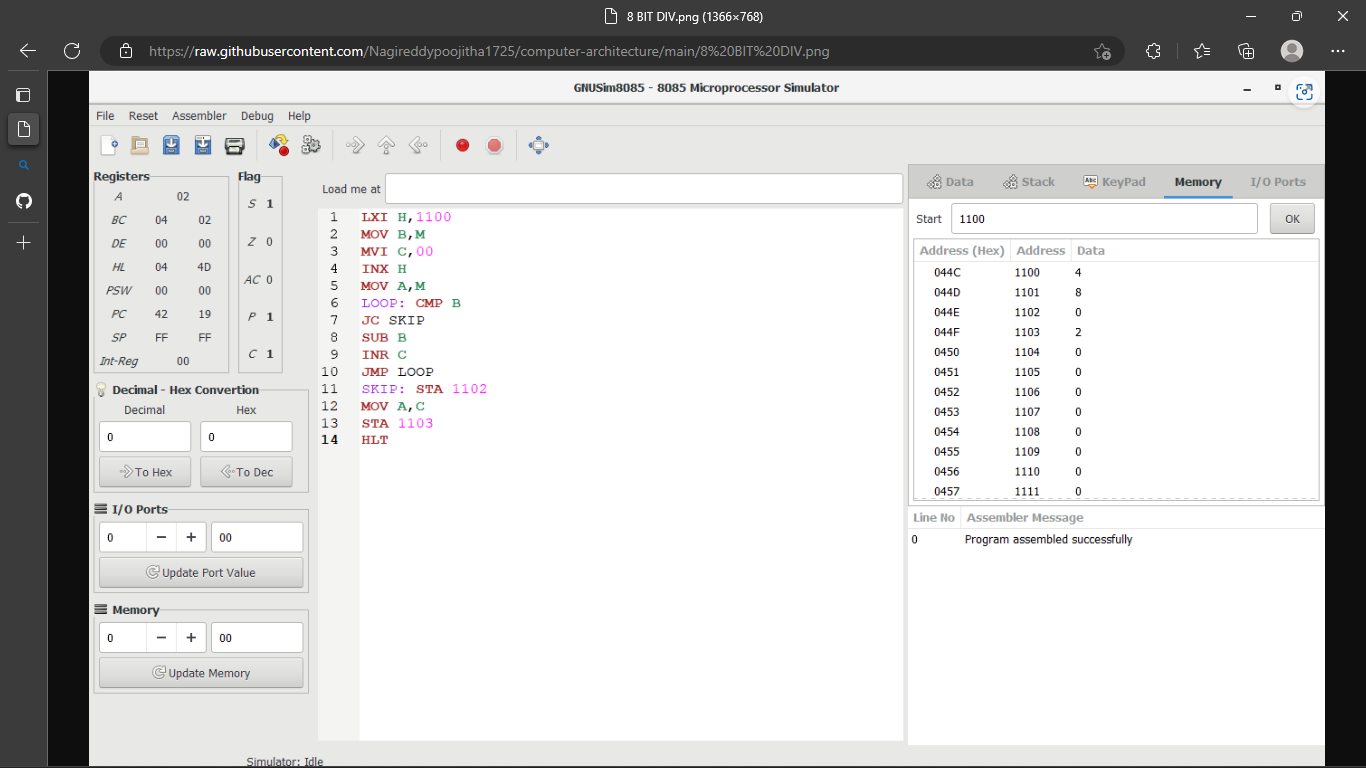 8 BIT DIV.png (1366×768)
https://raw.githubusercontent.com/Nagireddypoojitha1725/computer-architecture/main/8%20BIT%20DIV.png
GNUSim8085 - 8085 Microprocessor Simulator
File Reset Assembler Debug Help
Registers
A 02
BC 04 02
DE 00 00
HL 04 4D
PSW 00 00
PC 42 19
SP FF FF
Int-Reg 00
Flag
S 1
Z 0
AC 0
P 1
C 1
Decimal - Hex Convertion
Decimal Hex
0 0
To Hex To Dec
I/O Ports
0 − + 00
Update Port Value
Memory
0 − + 00
Update Memory
Load me at
1 LXI H,1100
2 MOV B,M
3 MVI C,00
4 INX H
5 MOV A,M
6 LOOP: CMP B
7 JC SKIP
8 SUB B
9 INR C
10 JMP LOOP
11 SKIP: STA 1102
12 MOV A,C
13 STA 1103
14 HLT
Data Stack Abc KeyPad Memory I/O Ports
Start 1100 OK
Address (Hex) Address Data
044C 1100 4
044D 1101 8
044E 1102 0
044F 1103 2
0450 1104 0
0451 1105 0
0452 1106 0
0453 1107 0
0454 1108 0
0455 1109 0
0456 1110 0
0457 1111 0
Line No Assembler Message
0 Program assembled successfully
Simulator: Idle